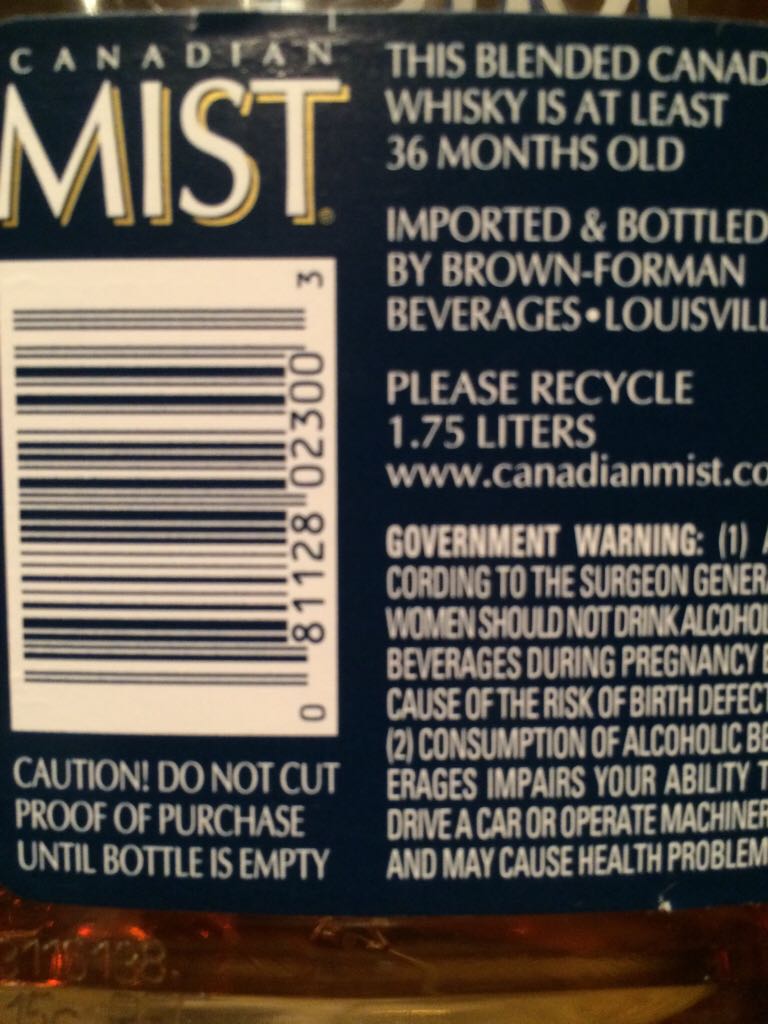 CANADIAN
MIST
3
0 81128 02300
CAUTION! DO NOT CUT
PROOF OF PURCHASE
UNTIL BOTTLE IS EMPTY
THIS BLENDED CANAD
WHISKY IS AT LEAST
36 MONTHS OLD
IMPORTED & BOTTLED
BY BROWN-FORMAN
BEVERAGES•LOUISVILL
PLEASE RECYCLE
1.75 LITERS
www.canadianmist.co
GOVERNMENT WARNING: (1) A
CORDING TO THE SURGEON GENERA
WOMEN SHOULD NOT DRINK ALCOHOL
BEVERAGES DURING PREGNANCY B
CAUSE OF THE RISK OF BIRTH DEFECT
(2) CONSUMPTION OF ALCOHOLIC BE
ERAGES IMPAIRS YOUR ABILITY T
DRIVE A CAR OR OPERATE MACHINER
AND MAY CAUSE HEALTH PROBLEM